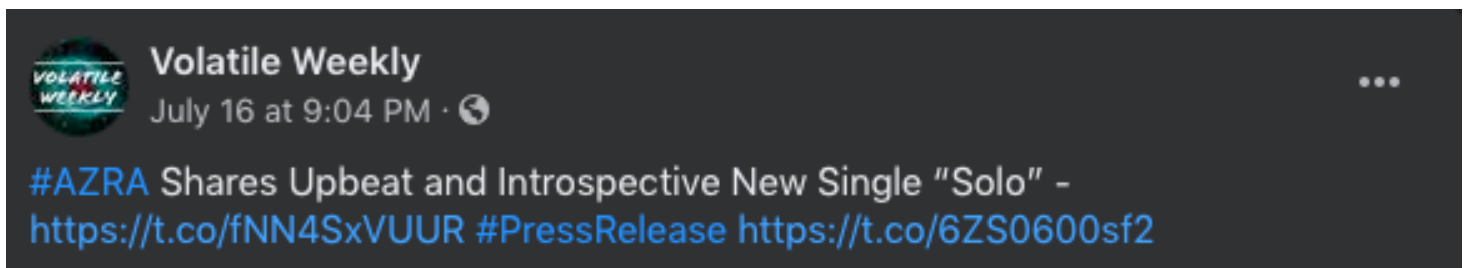 VOLATILE
WEEKLY
Volatile Weekly
July 16 at 9:04 PM ·
#AZRA Shares Upbeat and Introspective New Single “Solo” -
https://t.co/fNN4SxVUUR #PressRelease https://t.co/6ZS0600sf2